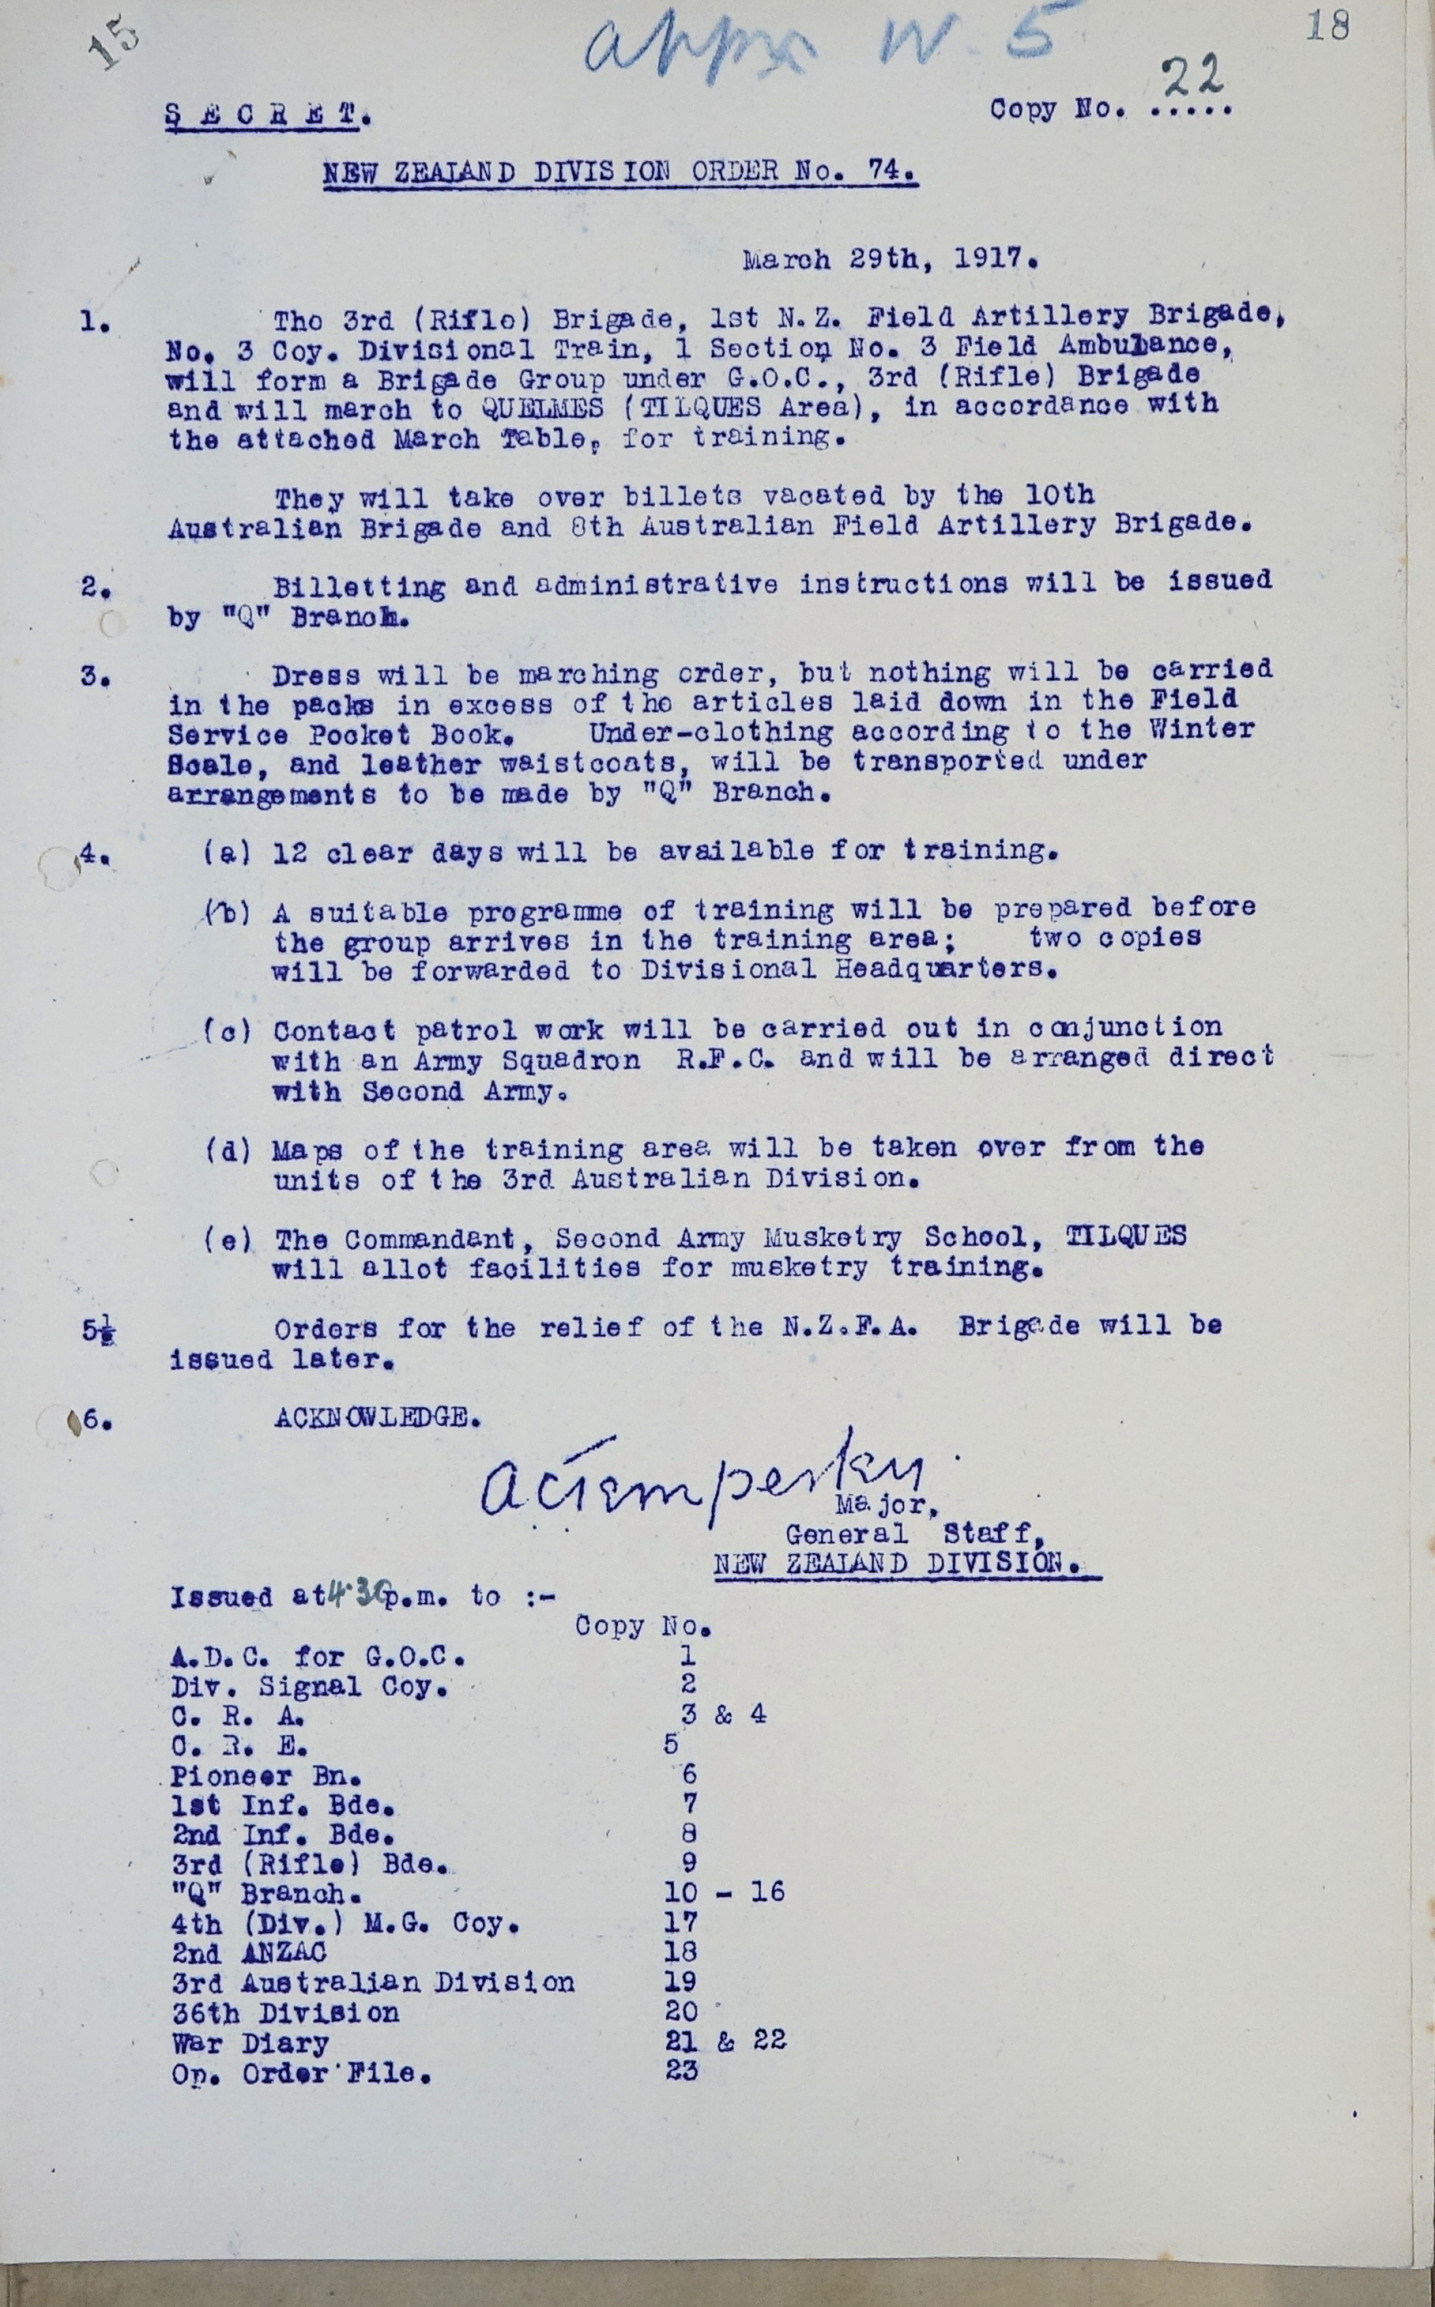 15
appx W.5
18
S E C R E T.
Copy No. ..... 22
NEW ZEALAND DIVISION ORDER No. 74.
March 29th, 1917.
1. The 3rd (Rifle) Brigade, 1st N.Z. Field Artillery Brigade,
No. 3 Coy. Divisional Train, 1 Section No. 3 Field Ambulance,
will form a Brigade Group under G.O.C., 3rd (Rifle) Brigade
and will march to QUELMES (TILQUES Area), in accordance with
the attached March Table, for training.
They will take over billets vacated by the 10th
Australian Brigade and 8th Australian Field Artillery Brigade.
2. Billetting and administrative instructions will be issued
by "Q" Branch.
3. Dress will be marching order, but nothing will be carried
in the packs in excess of the articles laid down in the Field
Service Pocket Book. Under-clothing according to the Winter
Scale, and leather waistcoats, will be transported under
arrangements to be made by "Q" Branch.
4. (a) 12 clear days will be available for training.
(b) A suitable programme of training will be prepared before
the group arrives in the training area; two copies
will be forwarded to Divisional Headquarters.
(c) Contact patrol work will be carried out in conjunction
with an Army Squadron R.F.C. and will be arranged direct
with Second Army.
(d) Maps of the training area will be taken over from the
units of the 3rd Australian Division.
(e) The Commandant, Second Army Musketry School, TILQUES
will allot facilities for musketry training.
5½ Orders for the relief of the N.Z.F.A. Brigade will be
issued later.
6. ACKNOWLEDGE.
ACTemperley.
Major,
General Staff,
NEW ZEALAND DIVISION.
Issued at 4.30 p.m. to :-
Copy No.
A.D.C. for G.O.C. 1
Div. Signal Coy. 2
C. R. A. 3 & 4
C. R. E. 5
Pioneer Bn. 6
1st Inf. Bde. 7
2nd Inf. Bde. 8
3rd (Rifle) Bde. 9
"Q" Branch. 10 - 16
4th (Div.) M.G. Coy. 17
2nd ANZAC 18
3rd Australian Division 19
36th Division 20
War Diary 21 & 22
Op. Order File. 23